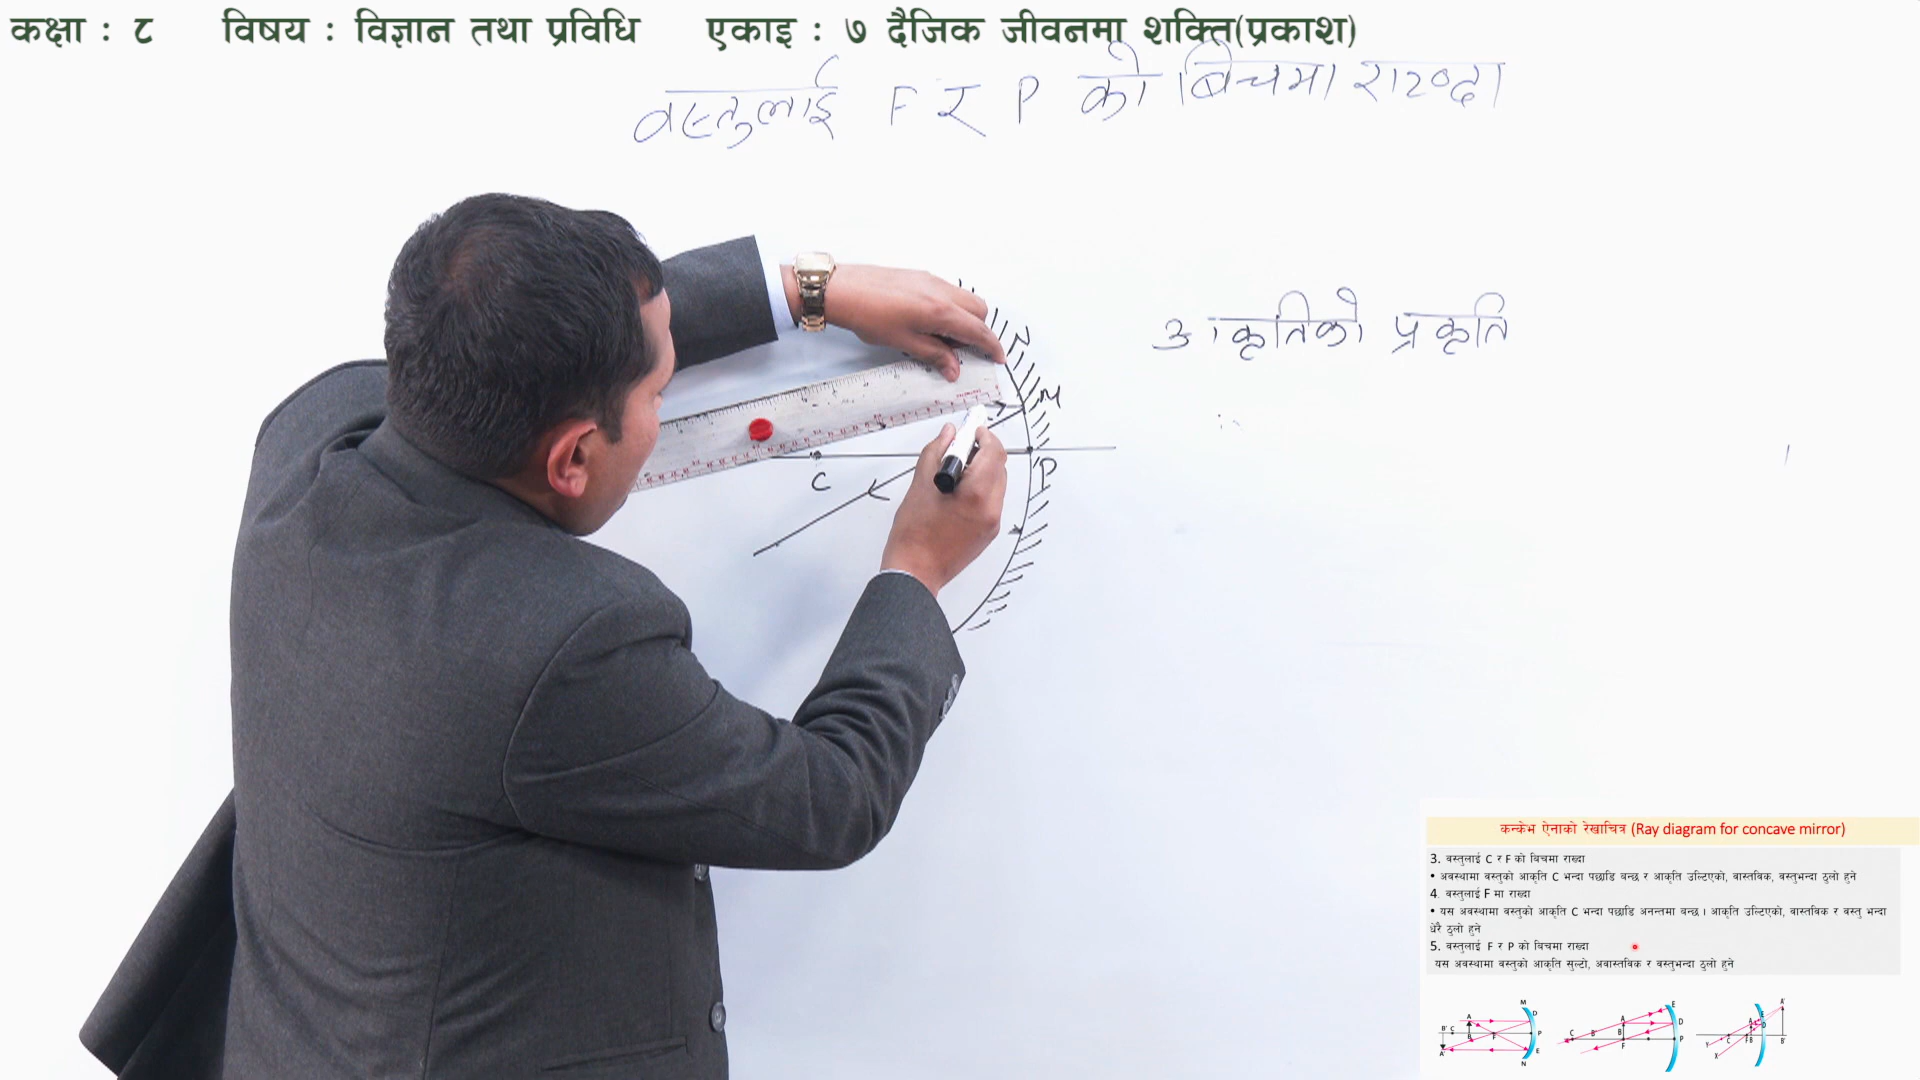 कक्षा : ८ विषय : विज्ञान तथा प्रविधि एकाइ : ७ दैजिक जीवनमा शक्ति(प्रकाश)
वस्तुलाई F र P को बिचमा राख्दा
आकृतिको प्रकृति
M
C
P
कन्केभ ऐनाको रेखाचित्र (Ray diagram for concave mirror)
3. वस्तुलाई C र F को बिचमा राख्दा
• अवस्थामा वस्तुको आकृति C भन्दा पछाडि बन्छ र आकृति उल्टिएको, वास्तविक, वस्तुभन्दा ठुलो हुने
4. वस्तुलाई F मा राख्दा
• यस अवस्थामा वस्तुको आकृति C भन्दा पछाडि अनन्तमा बन्छ । आकृति उल्टिएको, वास्तविक र वस्तु भन्दा
धेरै ठुलो हुने
5. वस्तुलाई F र P को बिचमा राख्दा
यस अवस्थामा वस्तुको आकृति सुल्टो, अवास्तविक र वस्तुभन्दा ठुलो हुने
M
A D
B' C F P
A' E
N
E
A D
C B B P
F
A'
E
A D
Y C F B B'
X